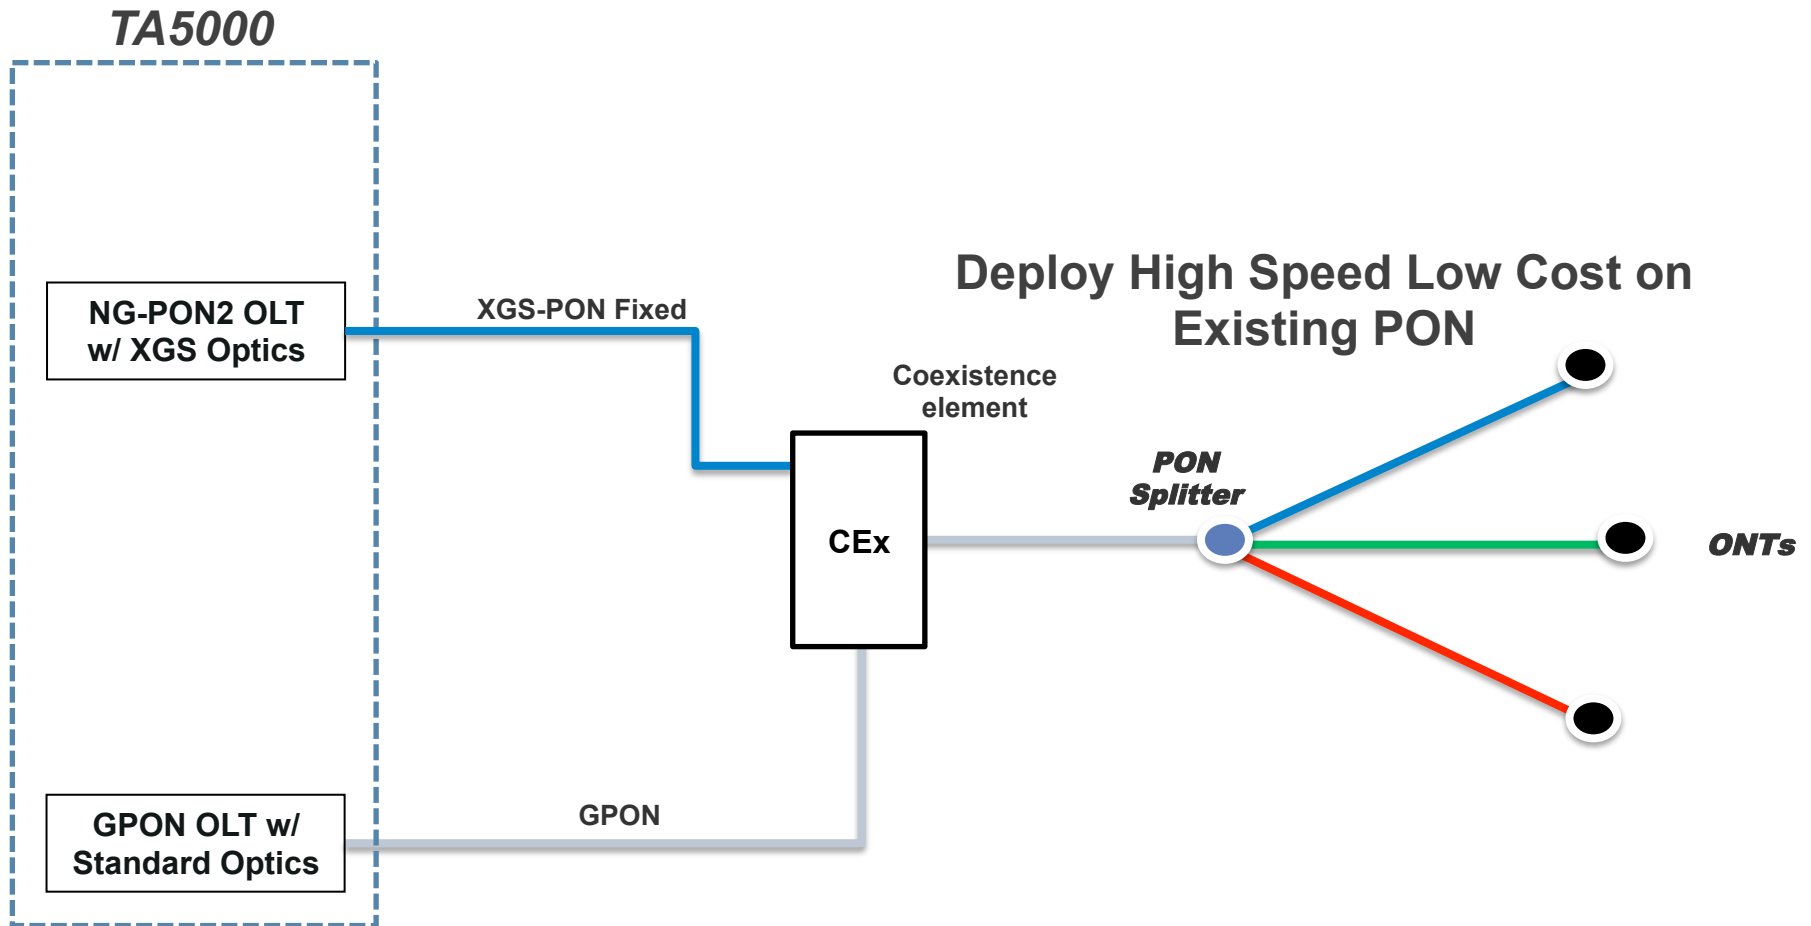 TA5000
NG-PON2 OLT
w/ XGS Optics
XGS-PON Fixed
Deploy High Speed Low Cost on
Existing PON
Coexistence
element
PON
Splitter
CEx
ONTs
GPON
GPON OLT w/
Standard Optics